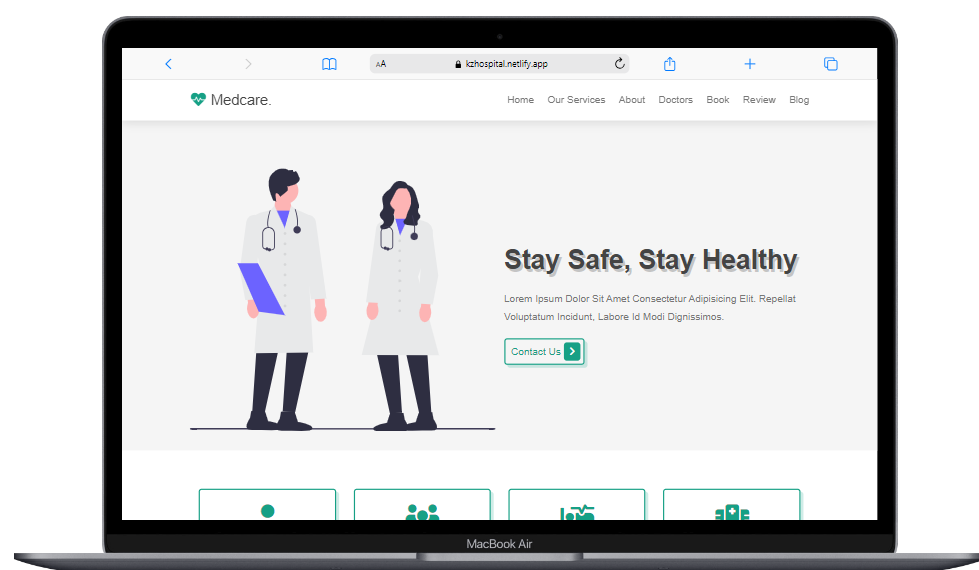 AA kzhospital.netlify.app
Medcare. Home Our Services About Doctors Book Review Blog
Stay Safe, Stay Healthy
Lorem Ipsum Dolor Sit Amet Consectetur Adipisicing Elit. Repellat
Voluptatum Incidunt, Labore Id Modi Dignissimos.
Contact Us
MacBook Air